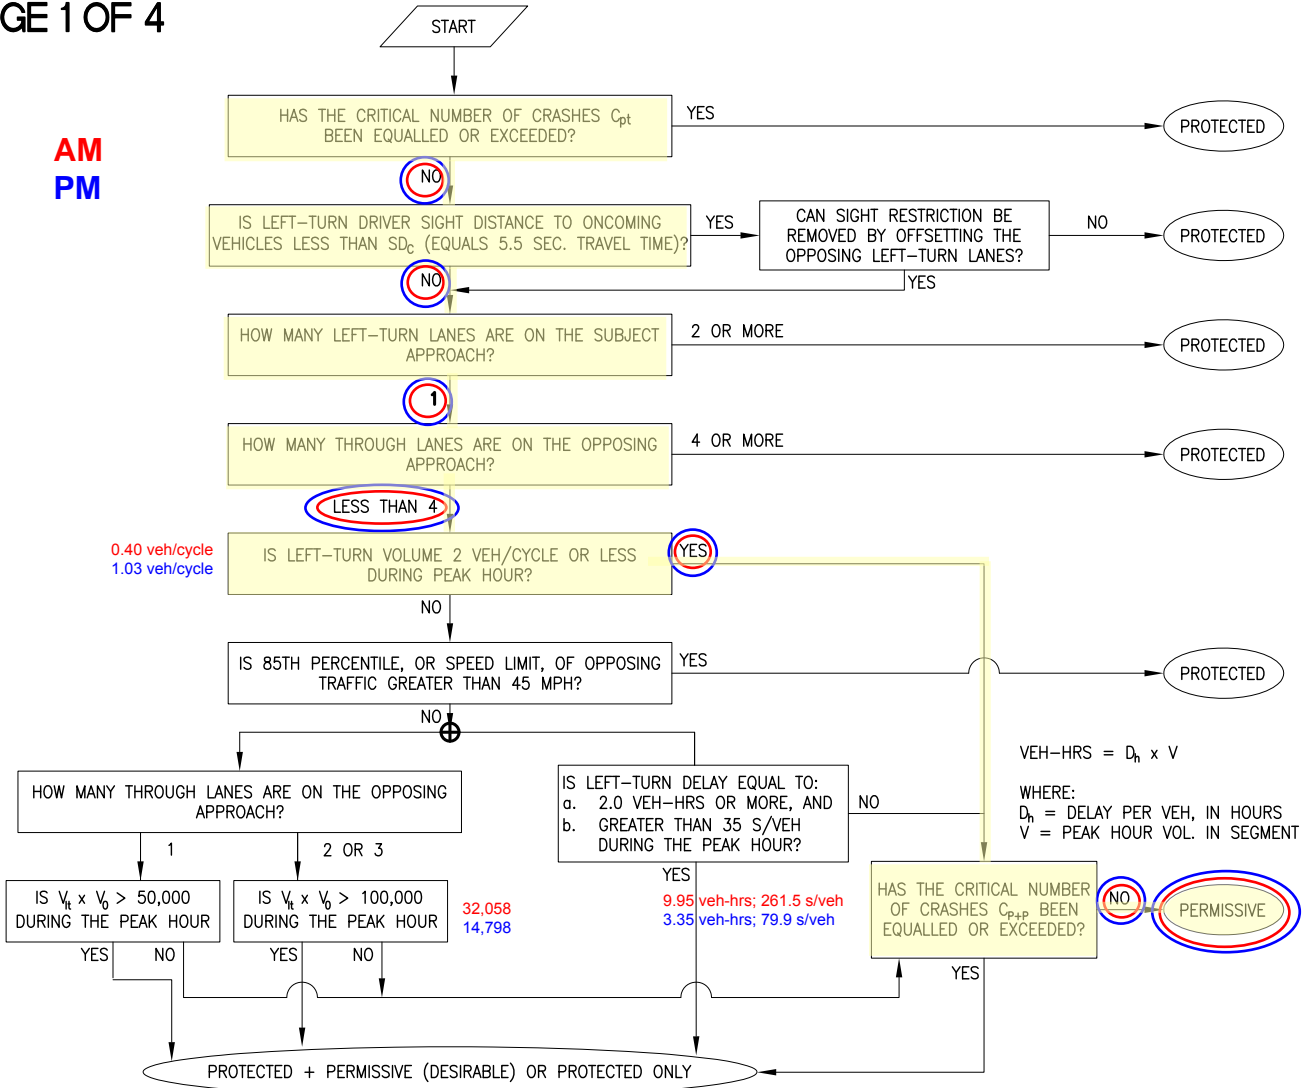 GE 1 OF 4
START
AM
PM
HAS THE CRITICAL NUMBER OF CRASHES Cpt
BEEN EQUALLED OR EXCEEDED?
YES
PROTECTED
NO
IS LEFT-TURN DRIVER SIGHT DISTANCE TO ONCOMING
VEHICLES LESS THAN SDC (EQUALS 5.5 SEC. TRAVEL TIME)?
YES
CAN SIGHT RESTRICTION BE
REMOVED BY OFFSETTING THE
OPPOSING LEFT-TURN LANES?
NO
PROTECTED
NO
YES
HOW MANY LEFT-TURN LANES ARE ON THE SUBJECT
APPROACH?
2 OR MORE
PROTECTED
1
HOW MANY THROUGH LANES ARE ON THE OPPOSING
APPROACH?
4 OR MORE
PROTECTED
LESS THAN 4
0.40 veh/cycle
1.03 veh/cycle
IS LEFT-TURN VOLUME 2 VEH/CYCLE OR LESS
DURING PEAK HOUR?
YES
NO
IS 85TH PERCENTILE, OR SPEED LIMIT, OF OPPOSING
TRAFFIC GREATER THAN 45 MPH?
YES
PROTECTED
NO
HOW MANY THROUGH LANES ARE ON THE OPPOSING
APPROACH?
IS LEFT-TURN DELAY EQUAL TO:
a. 2.0 VEH-HRS OR MORE, AND
b. GREATER THAN 35 S/VEH
DURING THE PEAK HOUR?
NO
VEH-HRS = Dh x V
WHERE:
Dh = DELAY PER VEH, IN HOURS
V = PEAK HOUR VOL. IN SEGMENT
1
2 OR 3
YES
IS Vlt x V0 > 50,000
DURING THE PEAK HOUR
IS Vlt x V0 > 100,000
DURING THE PEAK HOUR
32,058
14,798
9.95 veh-hrs; 261.5 s/veh
3.35 veh-hrs; 79.9 s/veh
HAS THE CRITICAL NUMBER
OF CRASHES CP+P BEEN
EQUALLED OR EXCEEDED?
NO
PERMISSIVE
YES
NO
YES
NO
YES
PROTECTED + PERMISSIVE (DESIRABLE) OR PROTECTED ONLY